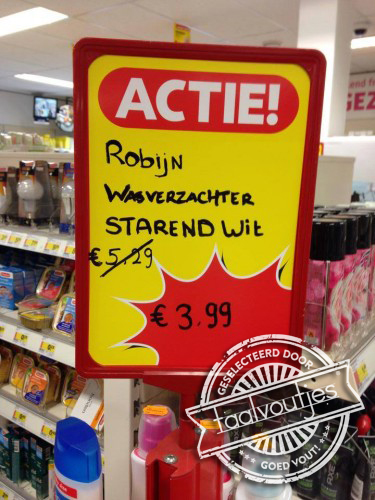 ACTIE!
Robijn
WASVERZACHTER
STAREND Wit
€ 5,29
€ 3.99
GESELECTEERD DOOR
taalvoutjes
GOED VOUT!